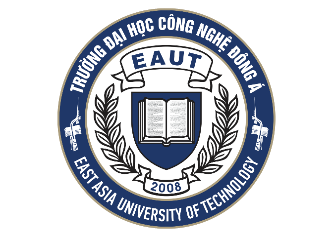 TRƯỜNG ĐẠI HỌC CÔNG NGHỆ ĐÔNG Á
EAUT
2008
EAST ASIA UNIVERSITY OF TECHNOLOGY